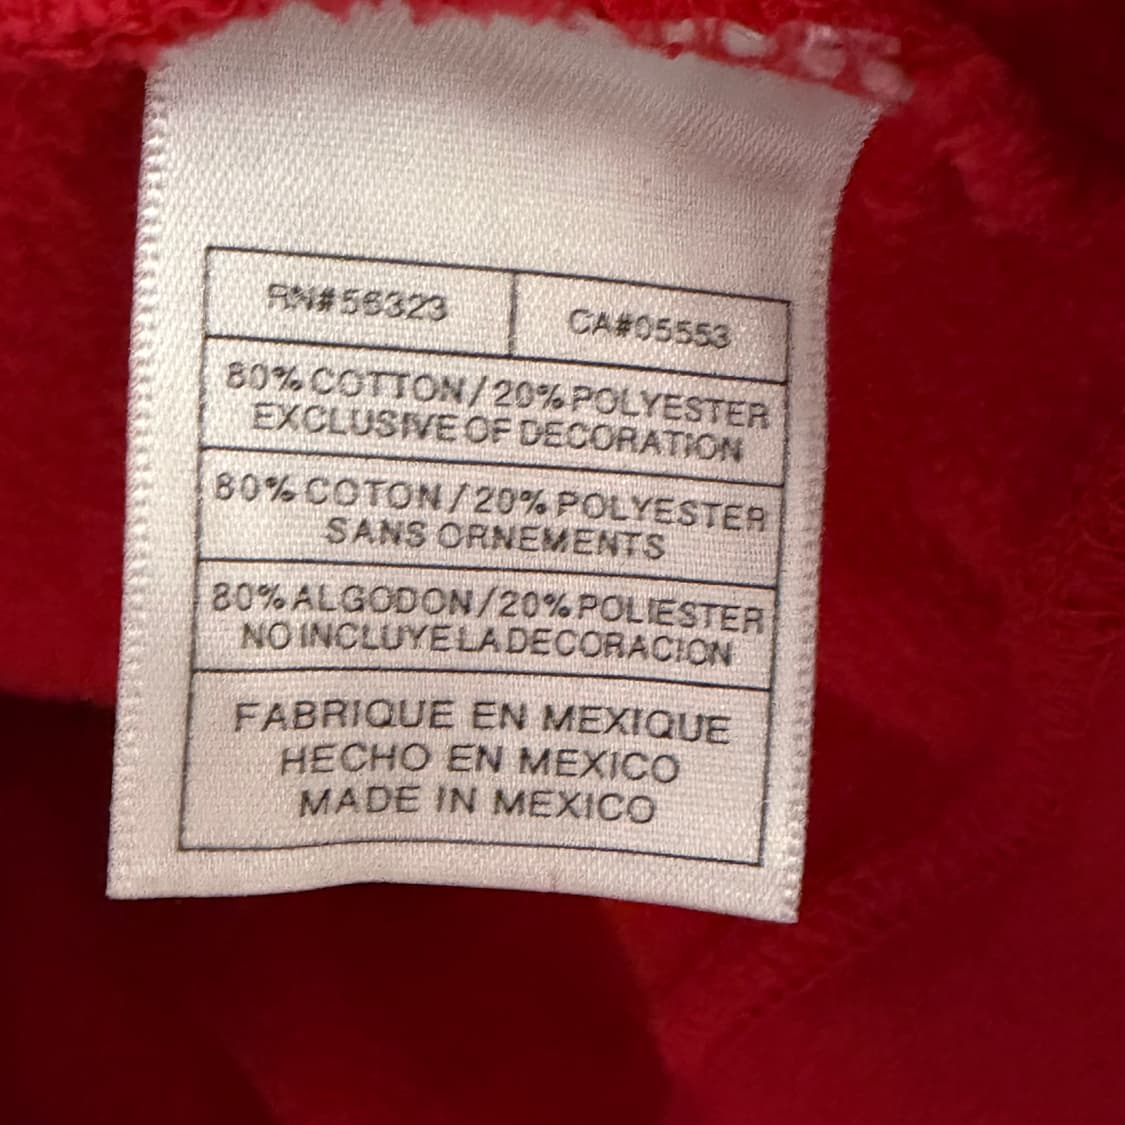 RN#56323 CA#05553
80% COTTON/20% POLYESTER
EXCLUSIVE OF DECORATION
80% COTON/20% POLYESTER
SANS ORNEMENTS
80% ALGODON/20% POLIESTER
NO INCLUYE LA DECORACION
FABRIQUE EN MEXIQUE
HECHO EN MEXICO
MADE IN MEXICO